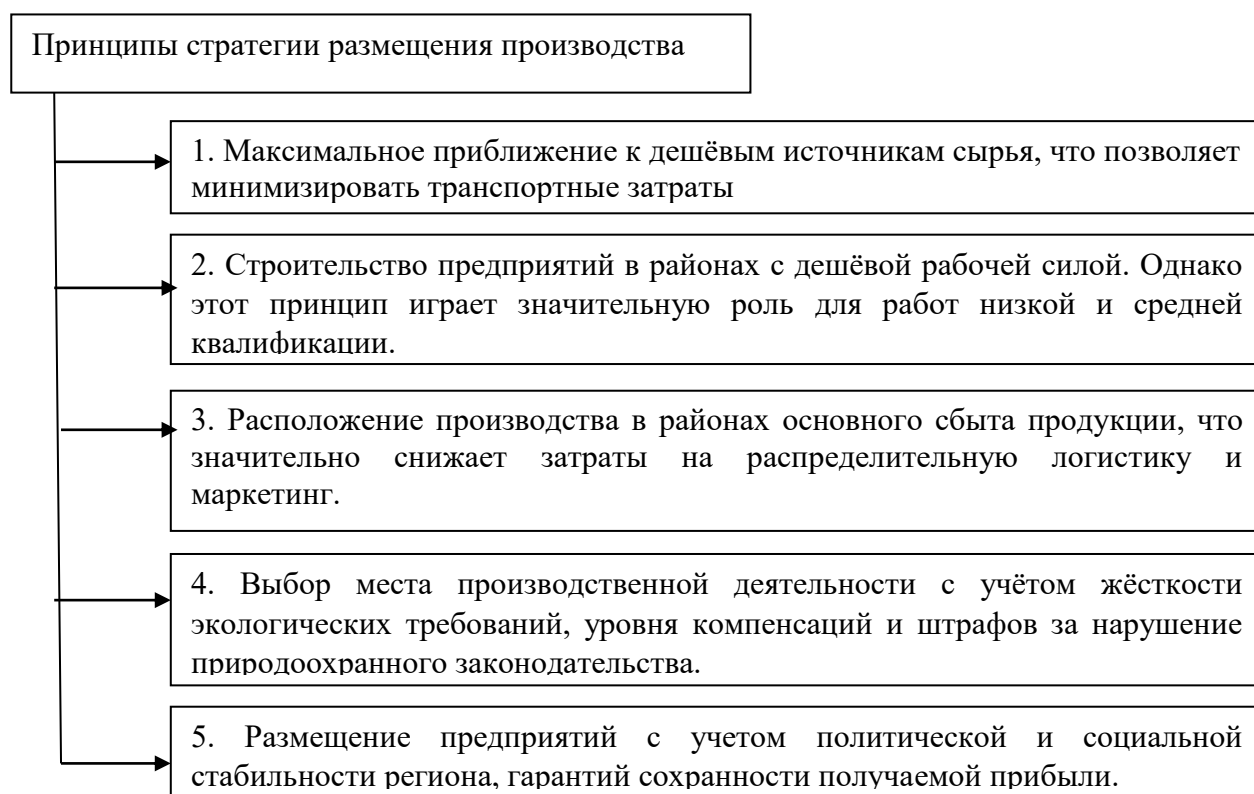 Принципы стратегии размещения производства
1. Максимальное приближение к дешёвым источникам сырья, что позволяет
минимизировать транспортные затраты
2. Строительство предприятий в районах с дешёвой рабочей силой. Однако
этот принцип играет значительную роль для работ низкой и средней
квалификации.
3. Расположение производства в районах основного сбыта продукции, что
значительно снижает затраты на распределительную логистику и
маркетинг.
4. Выбор места производственной деятельности с учётом жёсткости
экологических требований, уровня компенсаций и штрафов за нарушение
природоохранного законодательства.
5. Размещение предприятий с учетом политической и социальной
стабильности региона, гарантий сохранности получаемой прибыли.